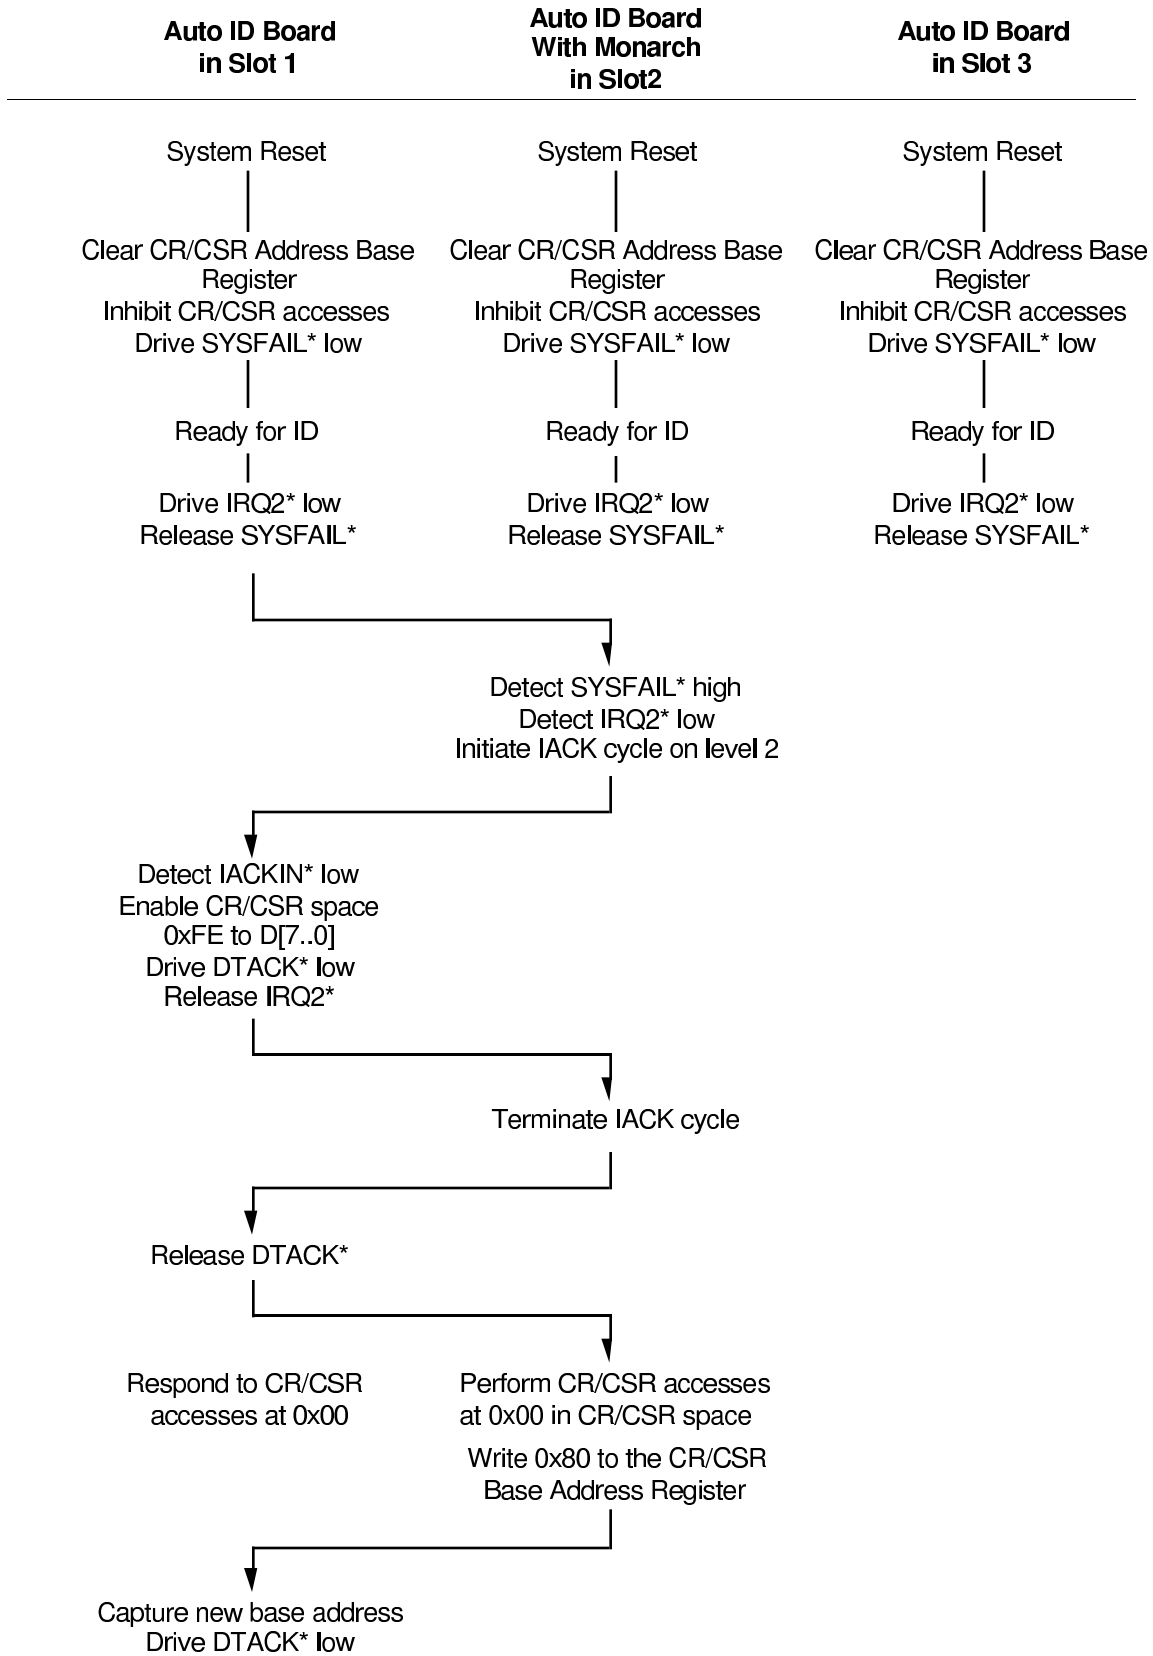 Auto ID Board
in Slot 1
Auto ID Board
With Monarch
in Slot2
Auto ID Board
in Slot 3
System Reset
System Reset
System Reset
Clear CR/CSR Address Base
Register
Inhibit CR/CSR accesses
Drive SYSFAIL* low
Clear CR/CSR Address Base
Register
Inhibit CR/CSR accesses
Drive SYSFAIL* low
Clear CR/CSR Address Base
Register
Inhibit CR/CSR accesses
Drive SYSFAIL* low
Ready for ID
Ready for ID
Ready for ID
Drive IRQ2* low
Release SYSFAIL*
Drive IRQ2* low
Release SYSFAIL*
Drive IRQ2* low
Release SYSFAIL*
Detect SYSFAIL* high
Detect IRQ2* low
Initiate IACK cycle on level 2
Detect IACKIN* low
Enable CR/CSR space
0xFE to D[7..0]
Drive DTACK* low
Release IRQ2*
Terminate IACK cycle
Release DTACK*
Respond to CR/CSR
accesses at 0x00
Perform CR/CSR accesses
at 0x00 in CR/CSR space
Write 0x80 to the CR/CSR
Base Address Register
Capture new base address
Drive DTACK* low